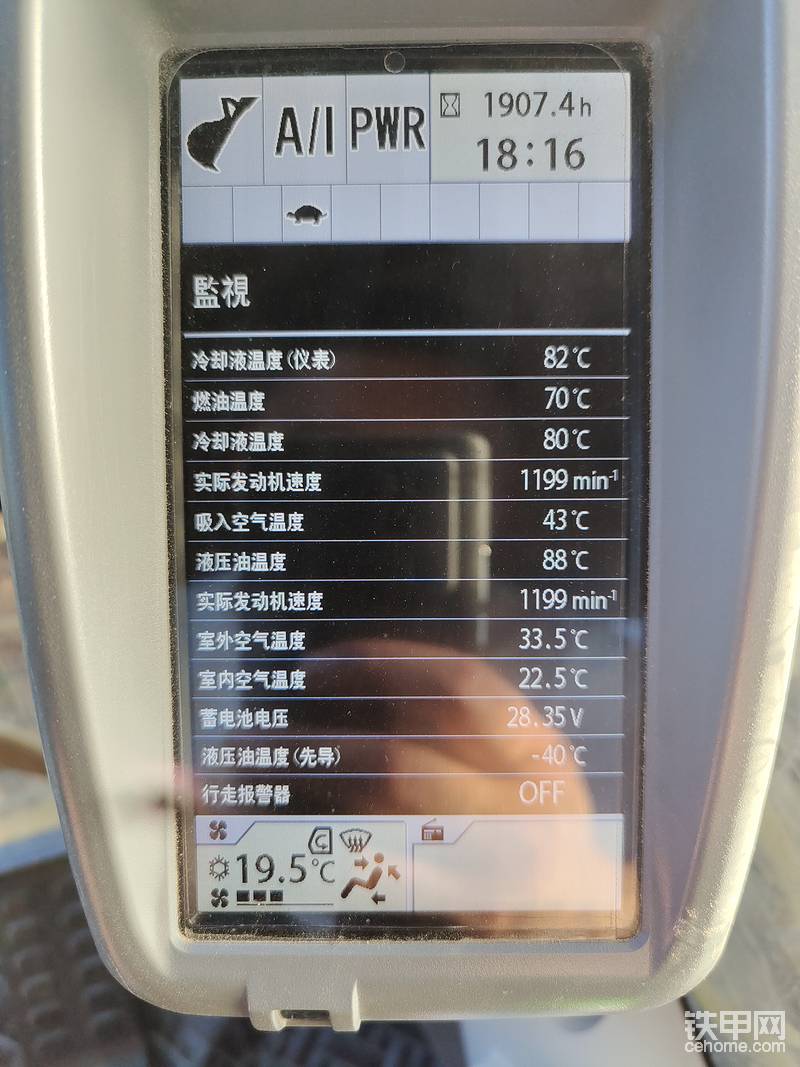 A/I PWR 1907.4h
18:16
監視
冷却液温度(仪表) 82℃
燃油温度 70℃
冷却液温度 80℃
实际发动机速度 1199 min⁻¹
吸入空气温度 43℃
液压油温度 88℃
实际发动机速度 1199 min⁻¹
室外空气温度 33.5℃
室内空气温度 22.5℃
蓄电池电压 28.35V
液压油温度(先导) -40℃
行走报警器 OFF
19.5℃
铁甲网
cehome.com